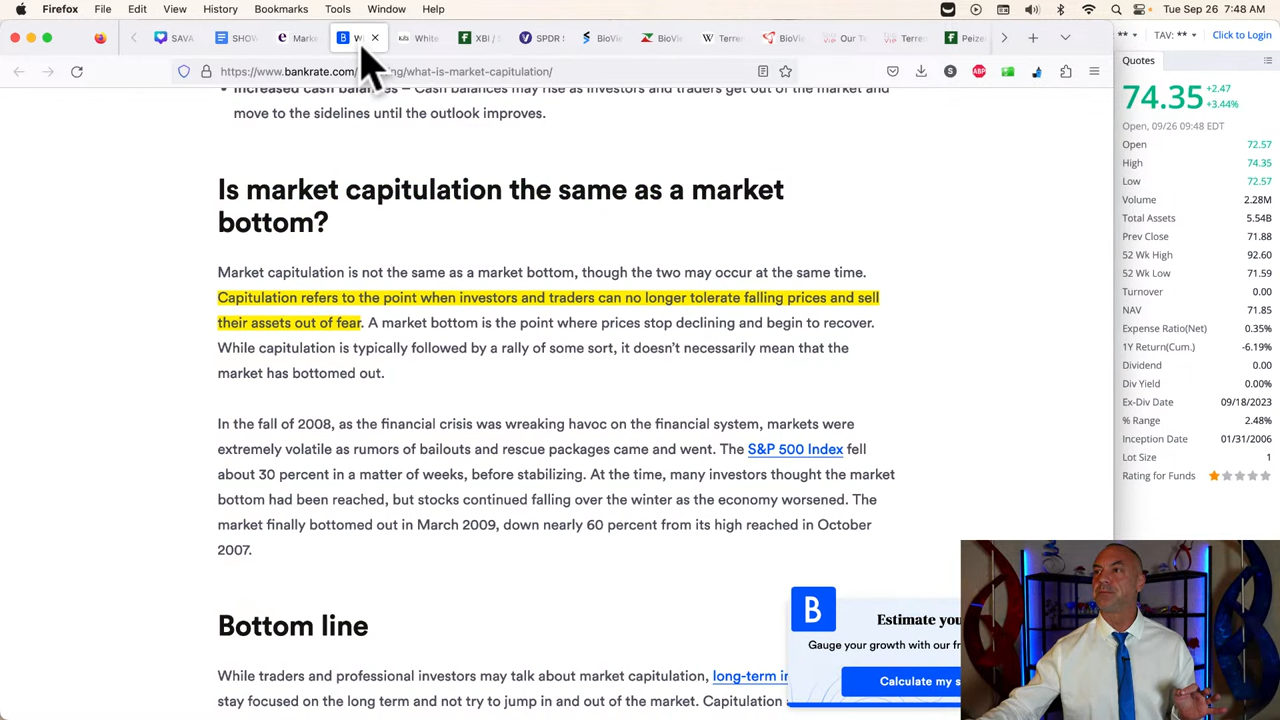 Firefox File Edit View History Bookmarks Tools Window Help
Tue Sep 26 7:48 AM
SAVA
SHOW
Marke
W
White
XBI /
SPDR
BioVie
BioVie
Terren
BioVie
Our Te
Terren
Peize
** TAV: ** Click to Login
https://www.bankrate.com/ g/what-is-market-capitulation/
Increased cash balances – Cash balances may rise as investors and traders get out of the market and
move to the sidelines until the outlook improves.
Is market capitulation the same as a market
bottom?
Market capitulation is not the same as a market bottom, though the two may occur at the same time.
Capitulation refers to the point when investors and traders can no longer tolerate falling prices and sell
their assets out of fear. A market bottom is the point where prices stop declining and begin to recover.
While capitulation is typically followed by a rally of some sort, it doesn't necessarily mean that the
market has bottomed out.
In the fall of 2008, as the financial crisis was wreaking havoc on the financial system, markets were
extremely volatile as rumors of bailouts and rescue packages came and went. The S&P 500 Index fell
about 30 percent in a matter of weeks, before stabilizing. At the time, many investors thought the market
bottom had been reached, but stocks continued falling over the winter as the economy worsened. The
market finally bottomed out in March 2009, down nearly 60 percent from its high reached in October
2007.
Bottom line
While traders and professional investors may talk about market capitulation, long-term in
stay focused on the long term and not try to jump in and out of the market. Capitulation
B
Estimate you
Gauge your growth with our fr
Calculate my s
Quotes
74.35 +2.47
+3.44%
Open, 09/26 09:48 EDT
Open 72.57
High 74.35
Low 72.57
Volume 2.28M
Total Assets 5.54B
Prev Close 71.88
52 Wk High 92.60
52 Wk Low 71.59
Turnover 0.00
NAV 71.85
Expense Ratio(Net) 0.35%
1Y Return(Cum.) -6.19%
Dividend 0.00
Div Yield 0.00%
Ex-Div Date 09/18/2023
% Range 2.48%
Inception Date 01/31/2006
Lot Size 1
Rating for Funds